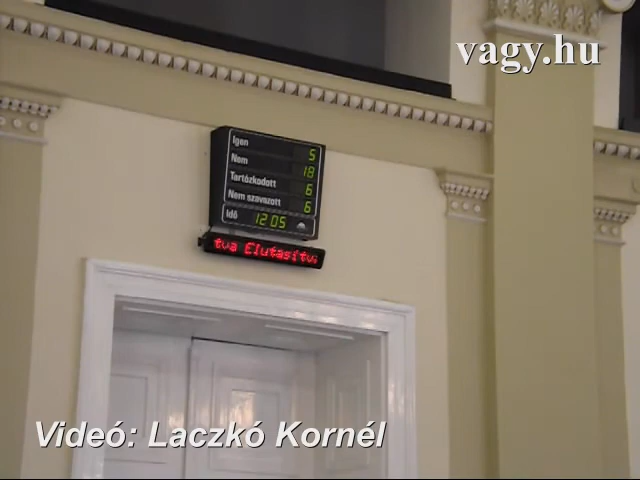 vagy.hu
Igen 5
Nem 18
Tartózkodott 6
Nem szavazott 6
Idő 12 05
tva Elutasítv
Videó: Laczkó Kornél